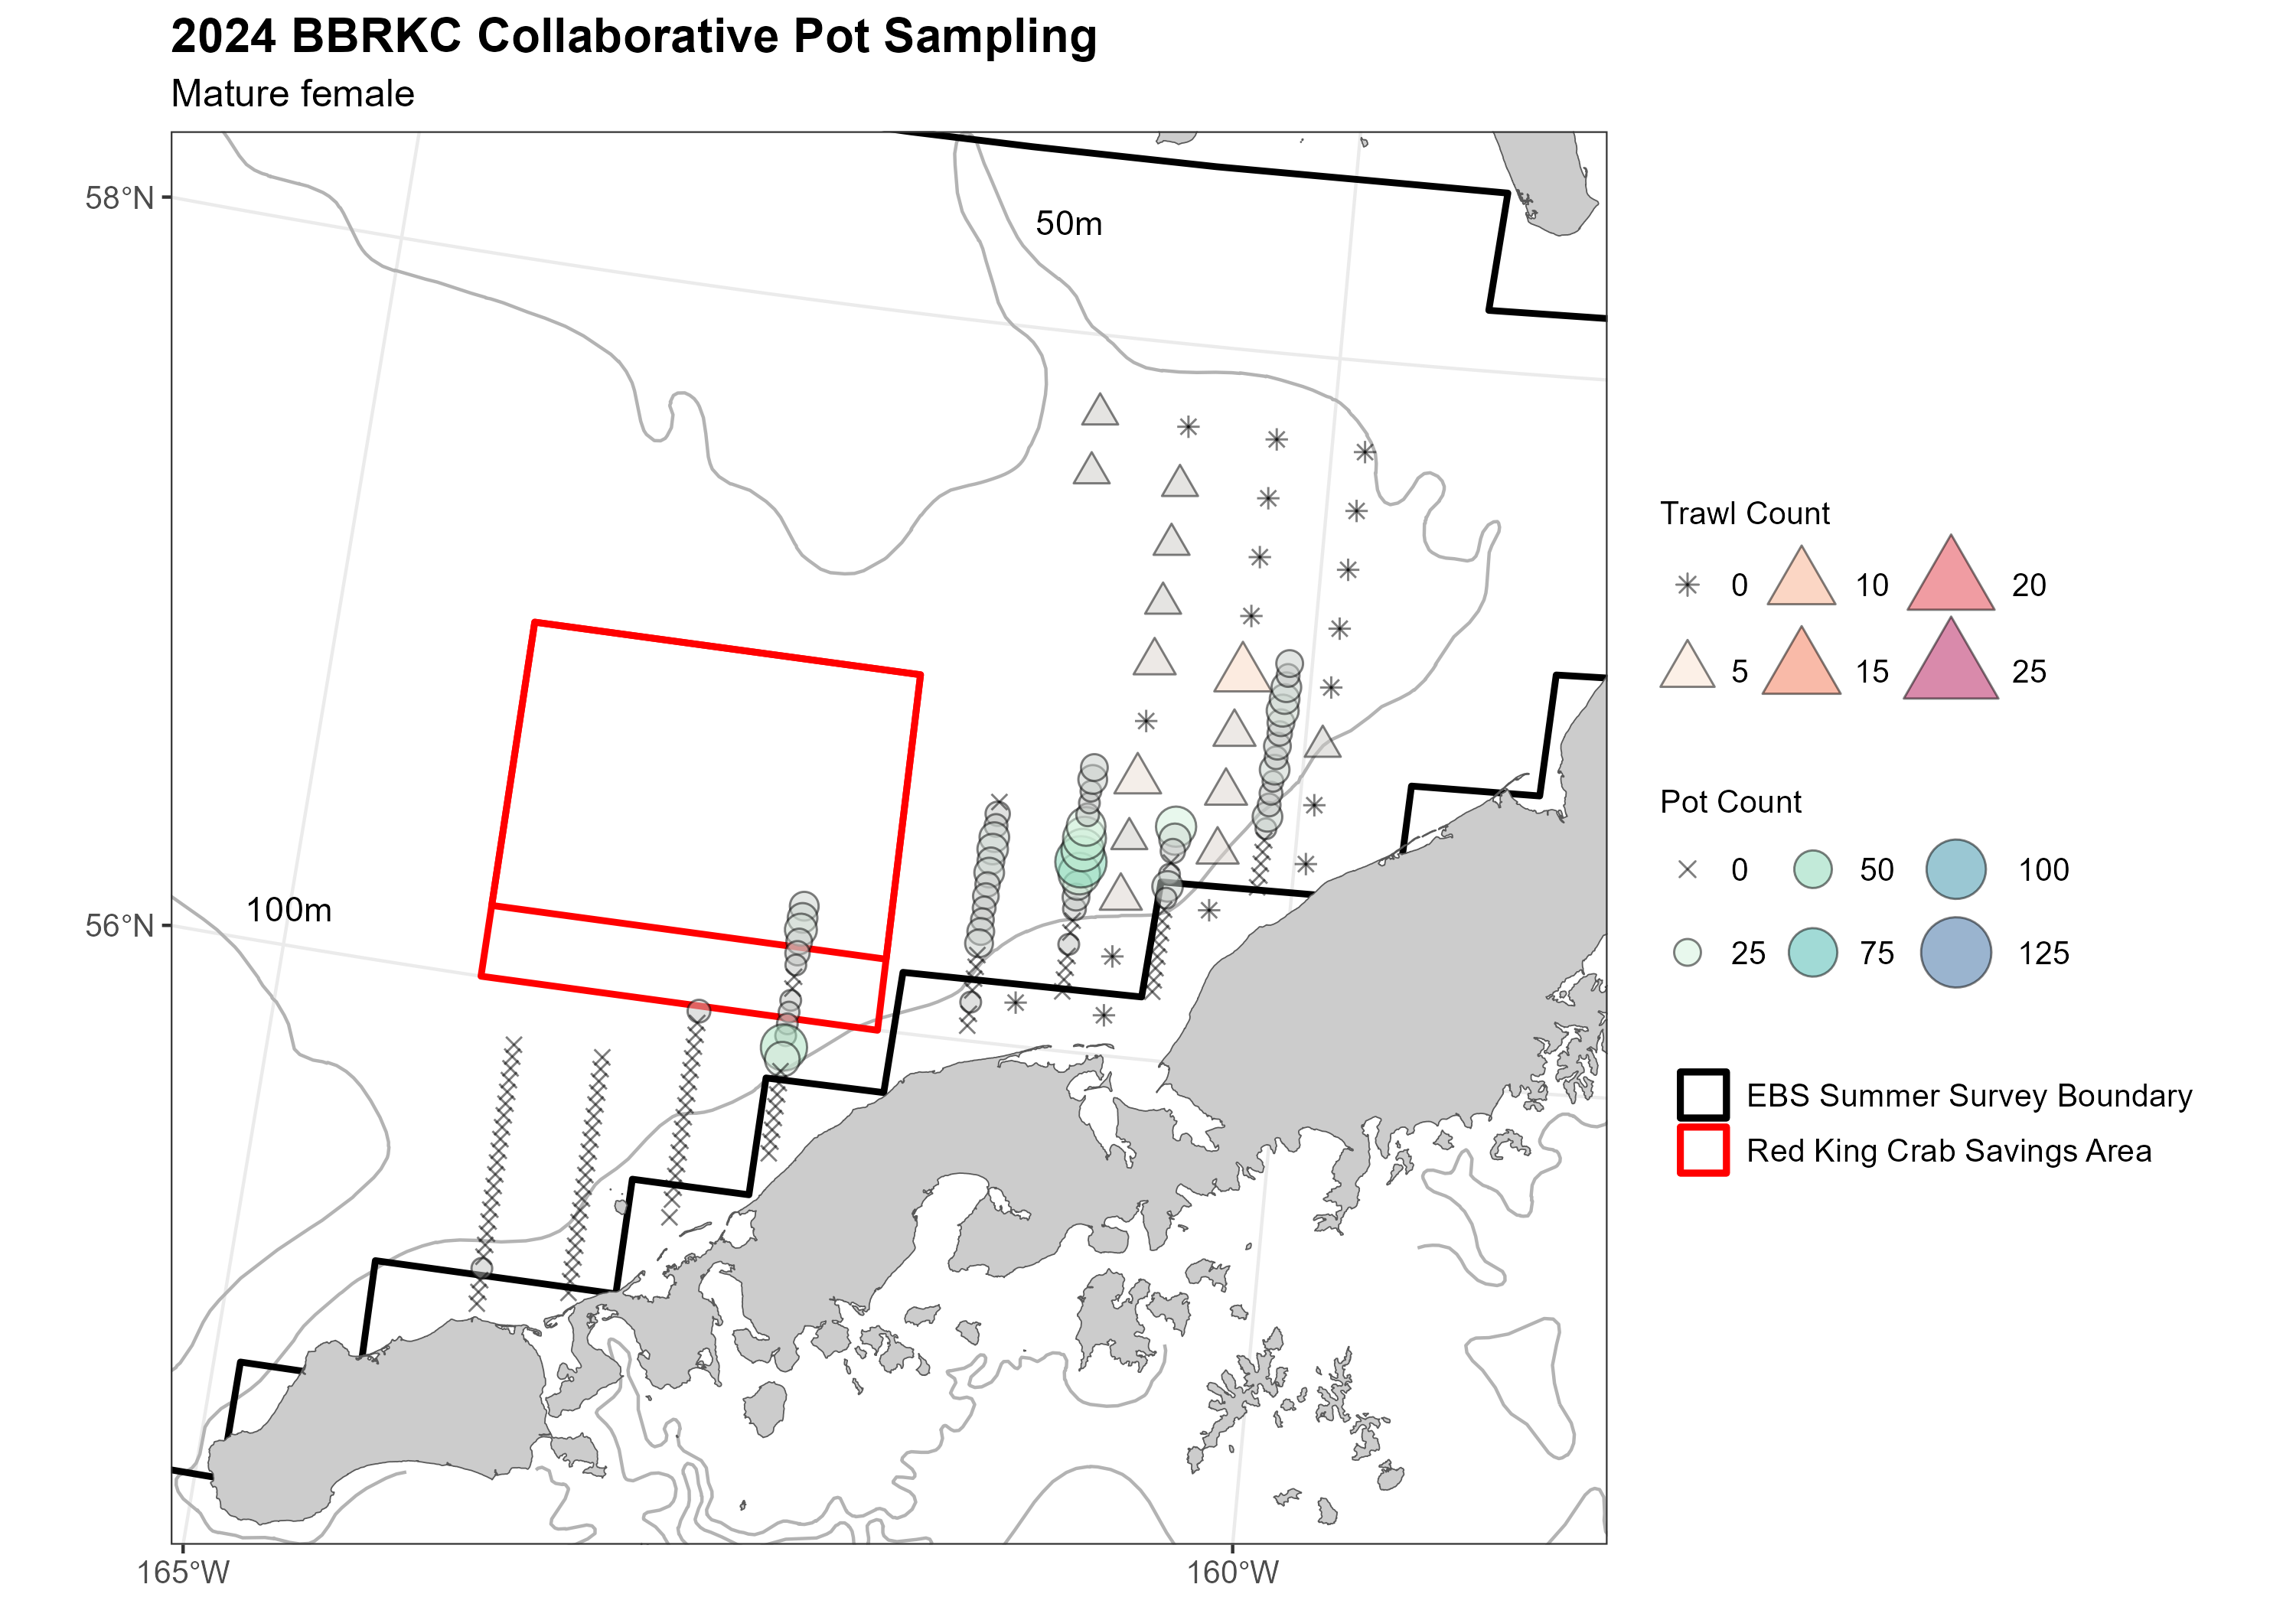 2024 BBRKC Collaborative Pot Sampling
Mature female
58°N
50m
56°N
100m
165°W
160°W
Trawl Count
0 10 20
5 15 25
Pot Count
0 50 100
25 75 125
EBS Summer Survey Boundary
Red King Crab Savings Area